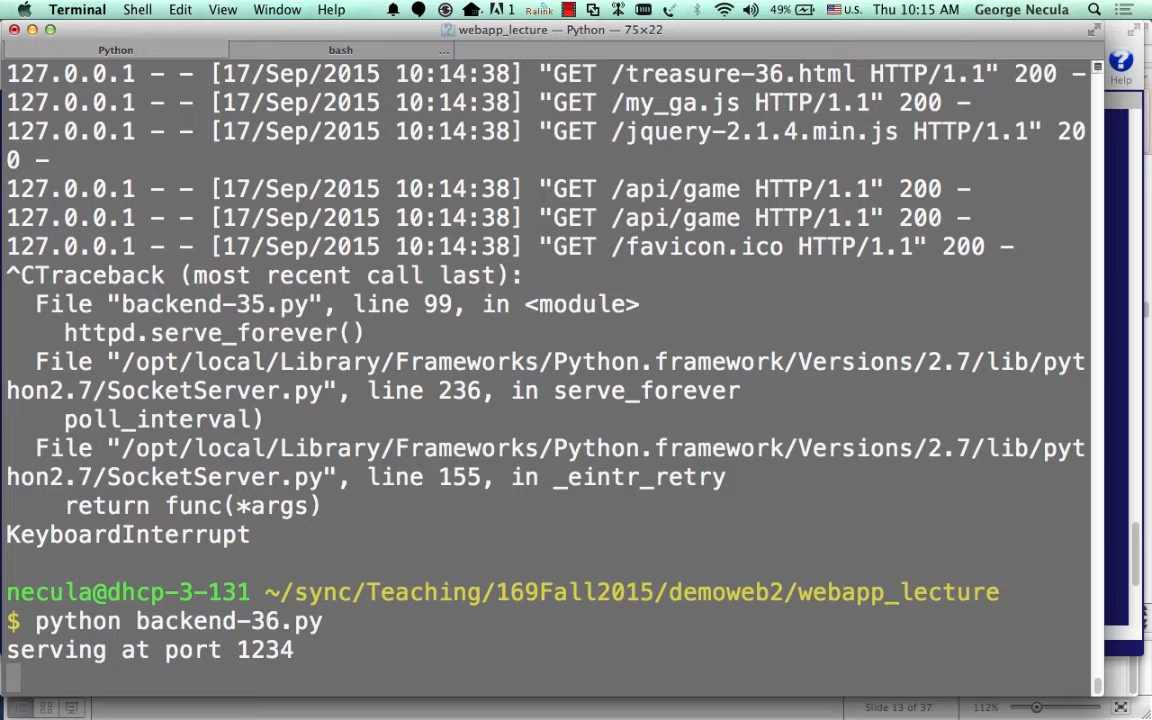 Terminal Shell Edit View Window Help A 1 Ralink 49% U.S. Thu 10:15 AM George Necula
webapp_lecture — Python — 75×22
Python bash ...
Help
127.0.0.1 - - [17/Sep/2015 10:14:38] "GET /treasure-36.html HTTP/1.1" 200 -
127.0.0.1 - - [17/Sep/2015 10:14:38] "GET /my_ga.js HTTP/1.1" 200 -
127.0.0.1 - - [17/Sep/2015 10:14:38] "GET /jquery-2.1.4.min.js HTTP/1.1" 20
0 -
127.0.0.1 - - [17/Sep/2015 10:14:38] "GET /api/game HTTP/1.1" 200 -
127.0.0.1 - - [17/Sep/2015 10:14:38] "GET /api/game HTTP/1.1" 200 -
127.0.0.1 - - [17/Sep/2015 10:14:38] "GET /favicon.ico HTTP/1.1" 200 -
^CTraceback (most recent call last):
File "backend-35.py", line 99, in <module>
httpd.serve_forever()
File "/opt/local/Library/Frameworks/Python.framework/Versions/2.7/lib/pyt
hon2.7/SocketServer.py", line 236, in serve_forever
poll_interval)
File "/opt/local/Library/Frameworks/Python.framework/Versions/2.7/lib/pyt
hon2.7/SocketServer.py", line 155, in _eintr_retry
return func(*args)
KeyboardInterrupt
necula@dhcp-3-131 ~/sync/Teaching/169Fall2015/demoweb2/webapp_lecture
$ python backend-36.py
serving at port 1234
Slide 13 of 37 112%